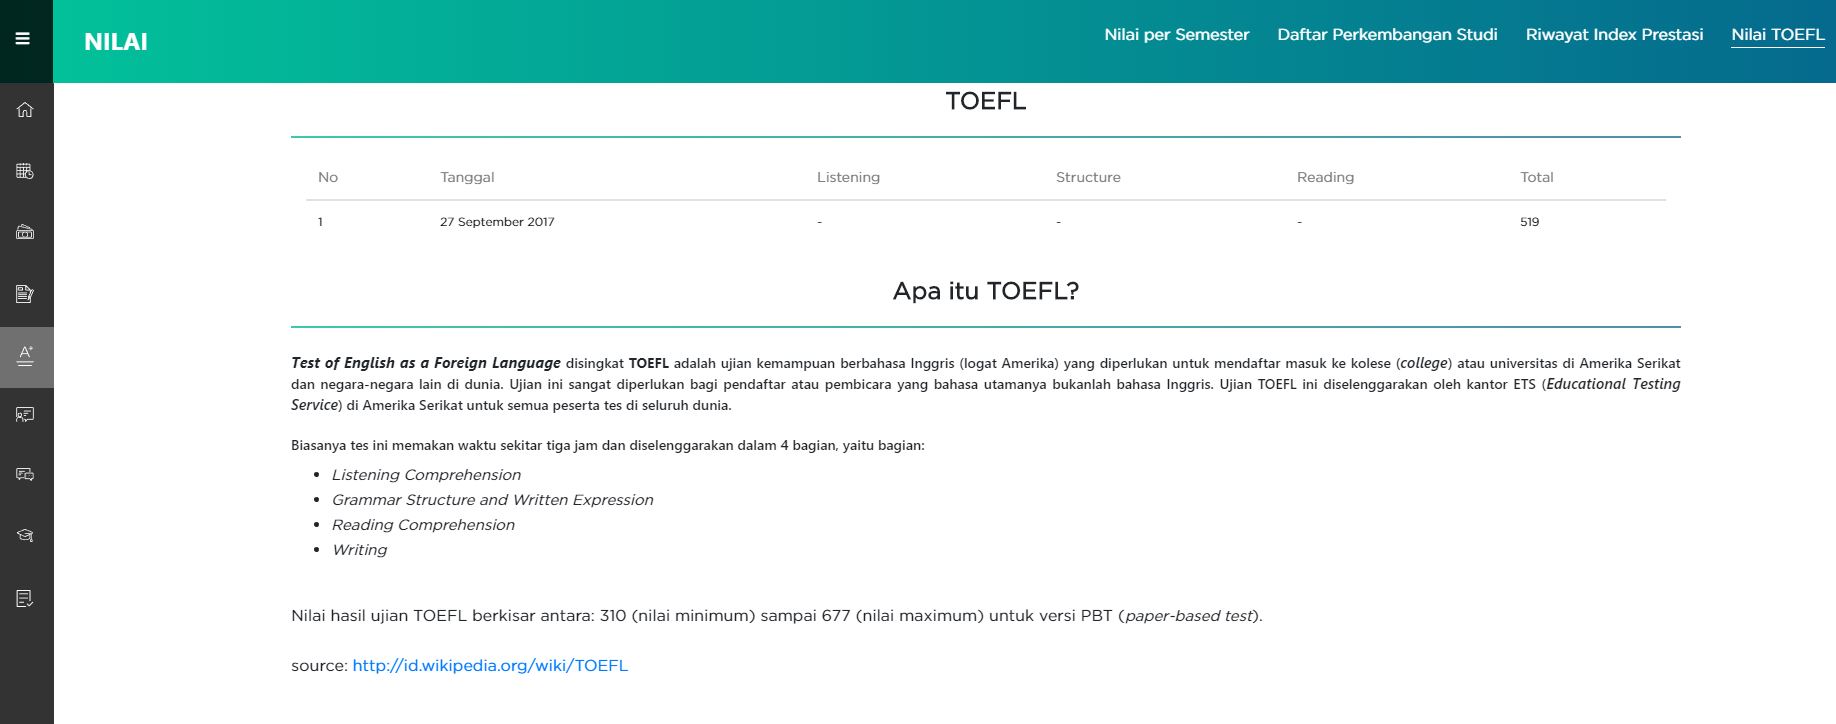 NILAI
Nilai per Semester
Daftar Perkembangan Studi
Riwayat Index Prestasi
Nilai TOEFL
TOEFL
No Tanggal Listening Structure Reading Total
1 27 September 2017 - - - 519
Apa itu TOEFL?
Test of English as a Foreign Language disingkat TOEFL adalah ujian kemampuan berbahasa Inggris (logat Amerika) yang diperlukan untuk mendaftar masuk ke kolese (college) atau universitas di Amerika Serikat
dan negara-negara lain di dunia. Ujian ini sangat diperlukan bagi pendaftar atau pembicara yang bahasa utamanya bukanlah bahasa Inggris. Ujian TOEFL ini diselenggarakan oleh kantor ETS (Educational Testing
Service) di Amerika Serikat untuk semua peserta tes di seluruh dunia.
Biasanya tes ini memakan waktu sekitar tiga jam dan diselenggarakan dalam 4 bagian, yaitu bagian:
• Listening Comprehension
• Grammar Structure and Written Expression
• Reading Comprehension
• Writing
Nilai hasil ujian TOEFL berkisar antara: 310 (nilai minimum) sampai 677 (nilai maximum) untuk versi PBT (paper-based test).
source: http://id.wikipedia.org/wiki/TOEFL